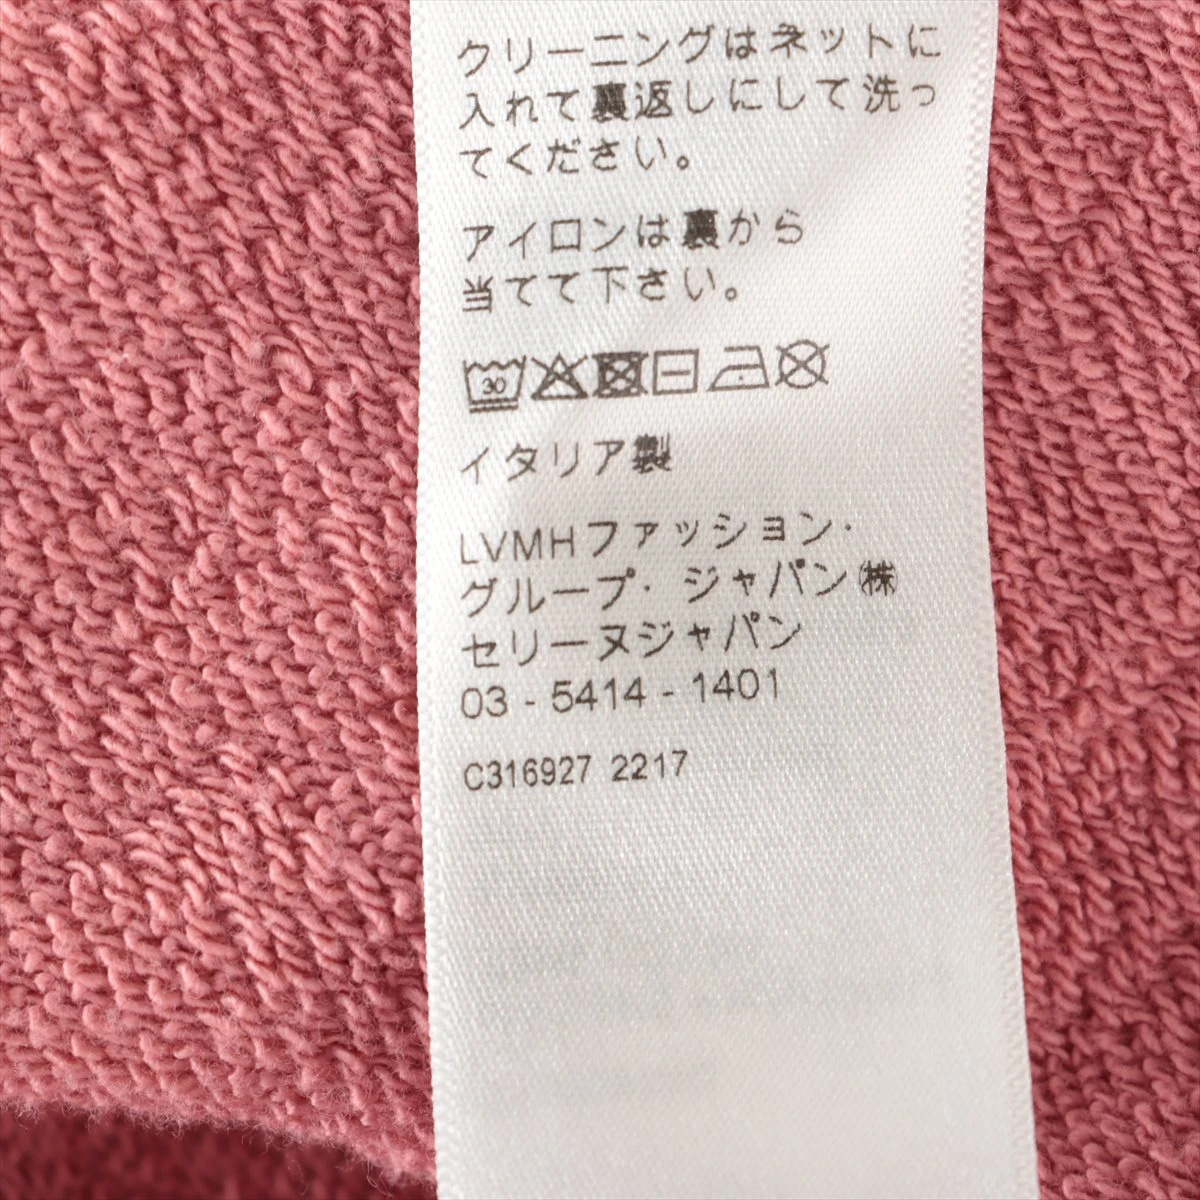 クリーニングはネットに
入れて裏返しにして洗っ
てください。
アイロンは裏から
当てて下さい。
30
イタリア製
LVMHファッション·
グループ· ジャパン㈱
セリーヌジャパン
03 - 5414 - 1401
C316927 2217